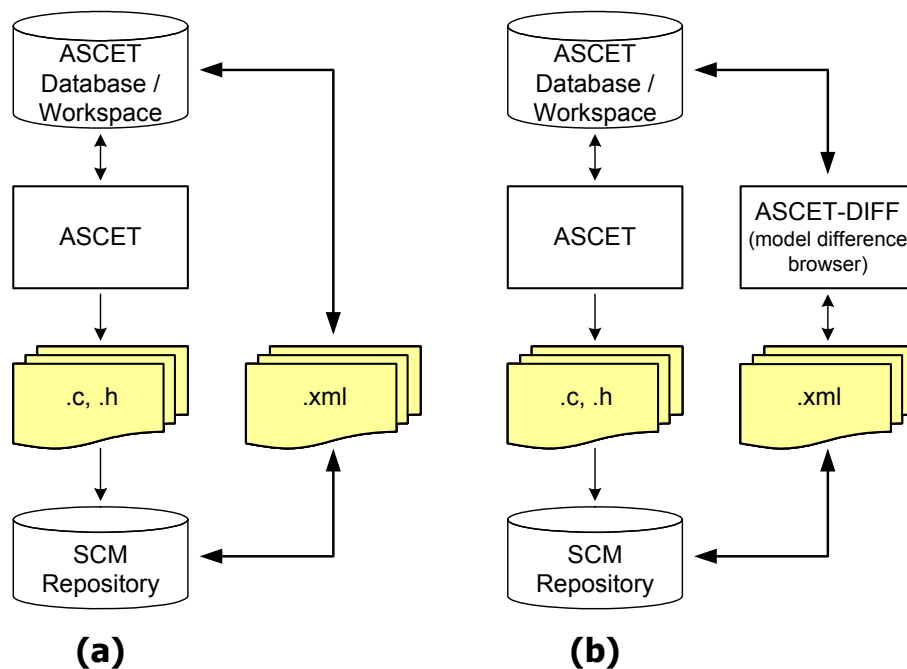 ASCET
Database /
Workspace
ASCET
.c, .h
.xml
SCM
Repository
(a)
ASCET
Database /
Workspace
ASCET
ASCET-DIFF
(model difference
browser)
.c, .h
.xml
SCM
Repository
(b)